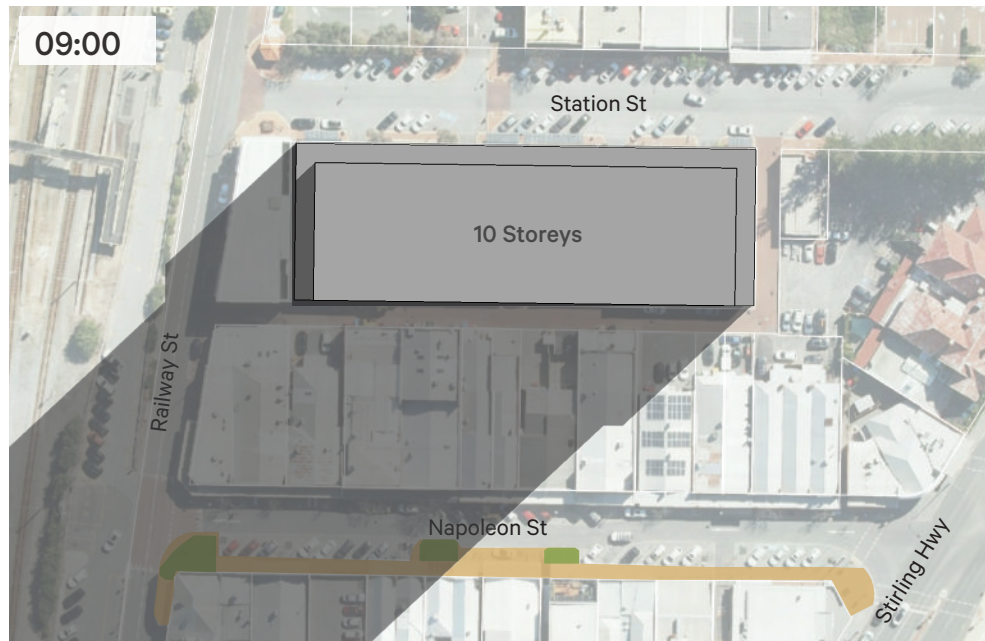 09:00
Station St
10 Storeys
Railway St
Napoleon St
Stirling Hwy